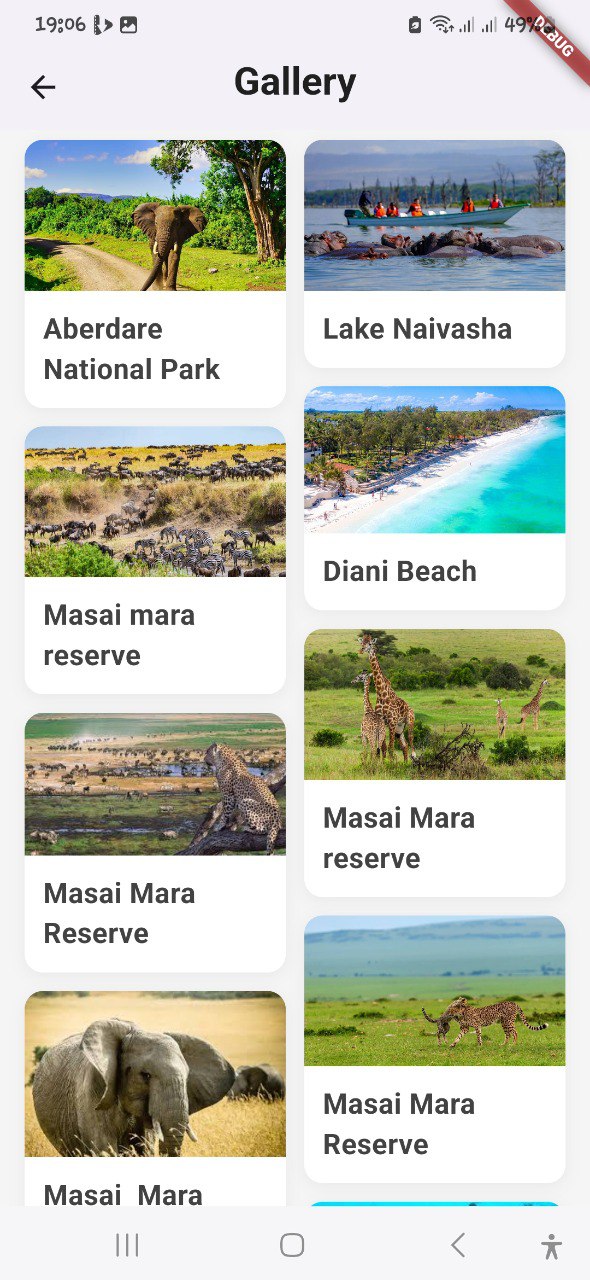 19:06
49%
DEBUG
Gallery
Aberdare
National Park
Lake Naivasha
Masai mara
reserve
Diani Beach
Masai Mara
Reserve
Masai Mara
reserve
Masai  Mara
Masai Mara
Reserve